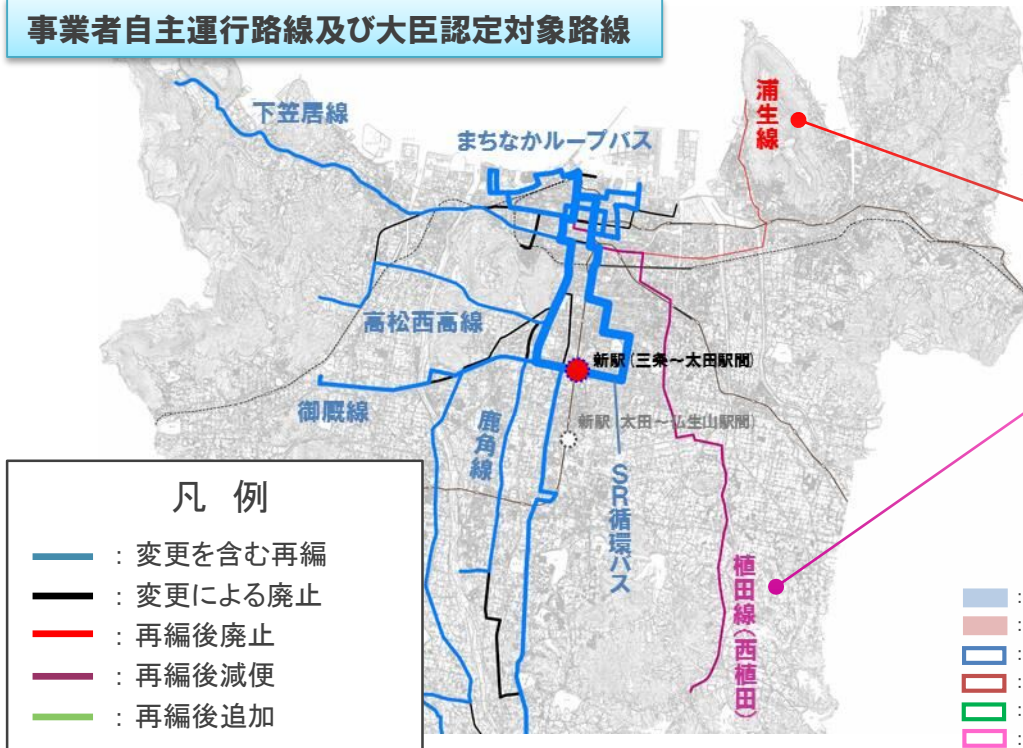 事業者自主運行路線及び大臣認定対象路線
下笠居線
まちなかループバス
浦生線
高松西高線
新駅(三条～太田駅間)
御厩線
鹿角線
新駅(太田～仏生山駅間)
SR循環バス
植田線(西植田)
凡 例
: 変更を含む再編
: 変更による廃止
: 再編後廃止
: 再編後減便
: 再編後追加
:
:
:
:
:
: